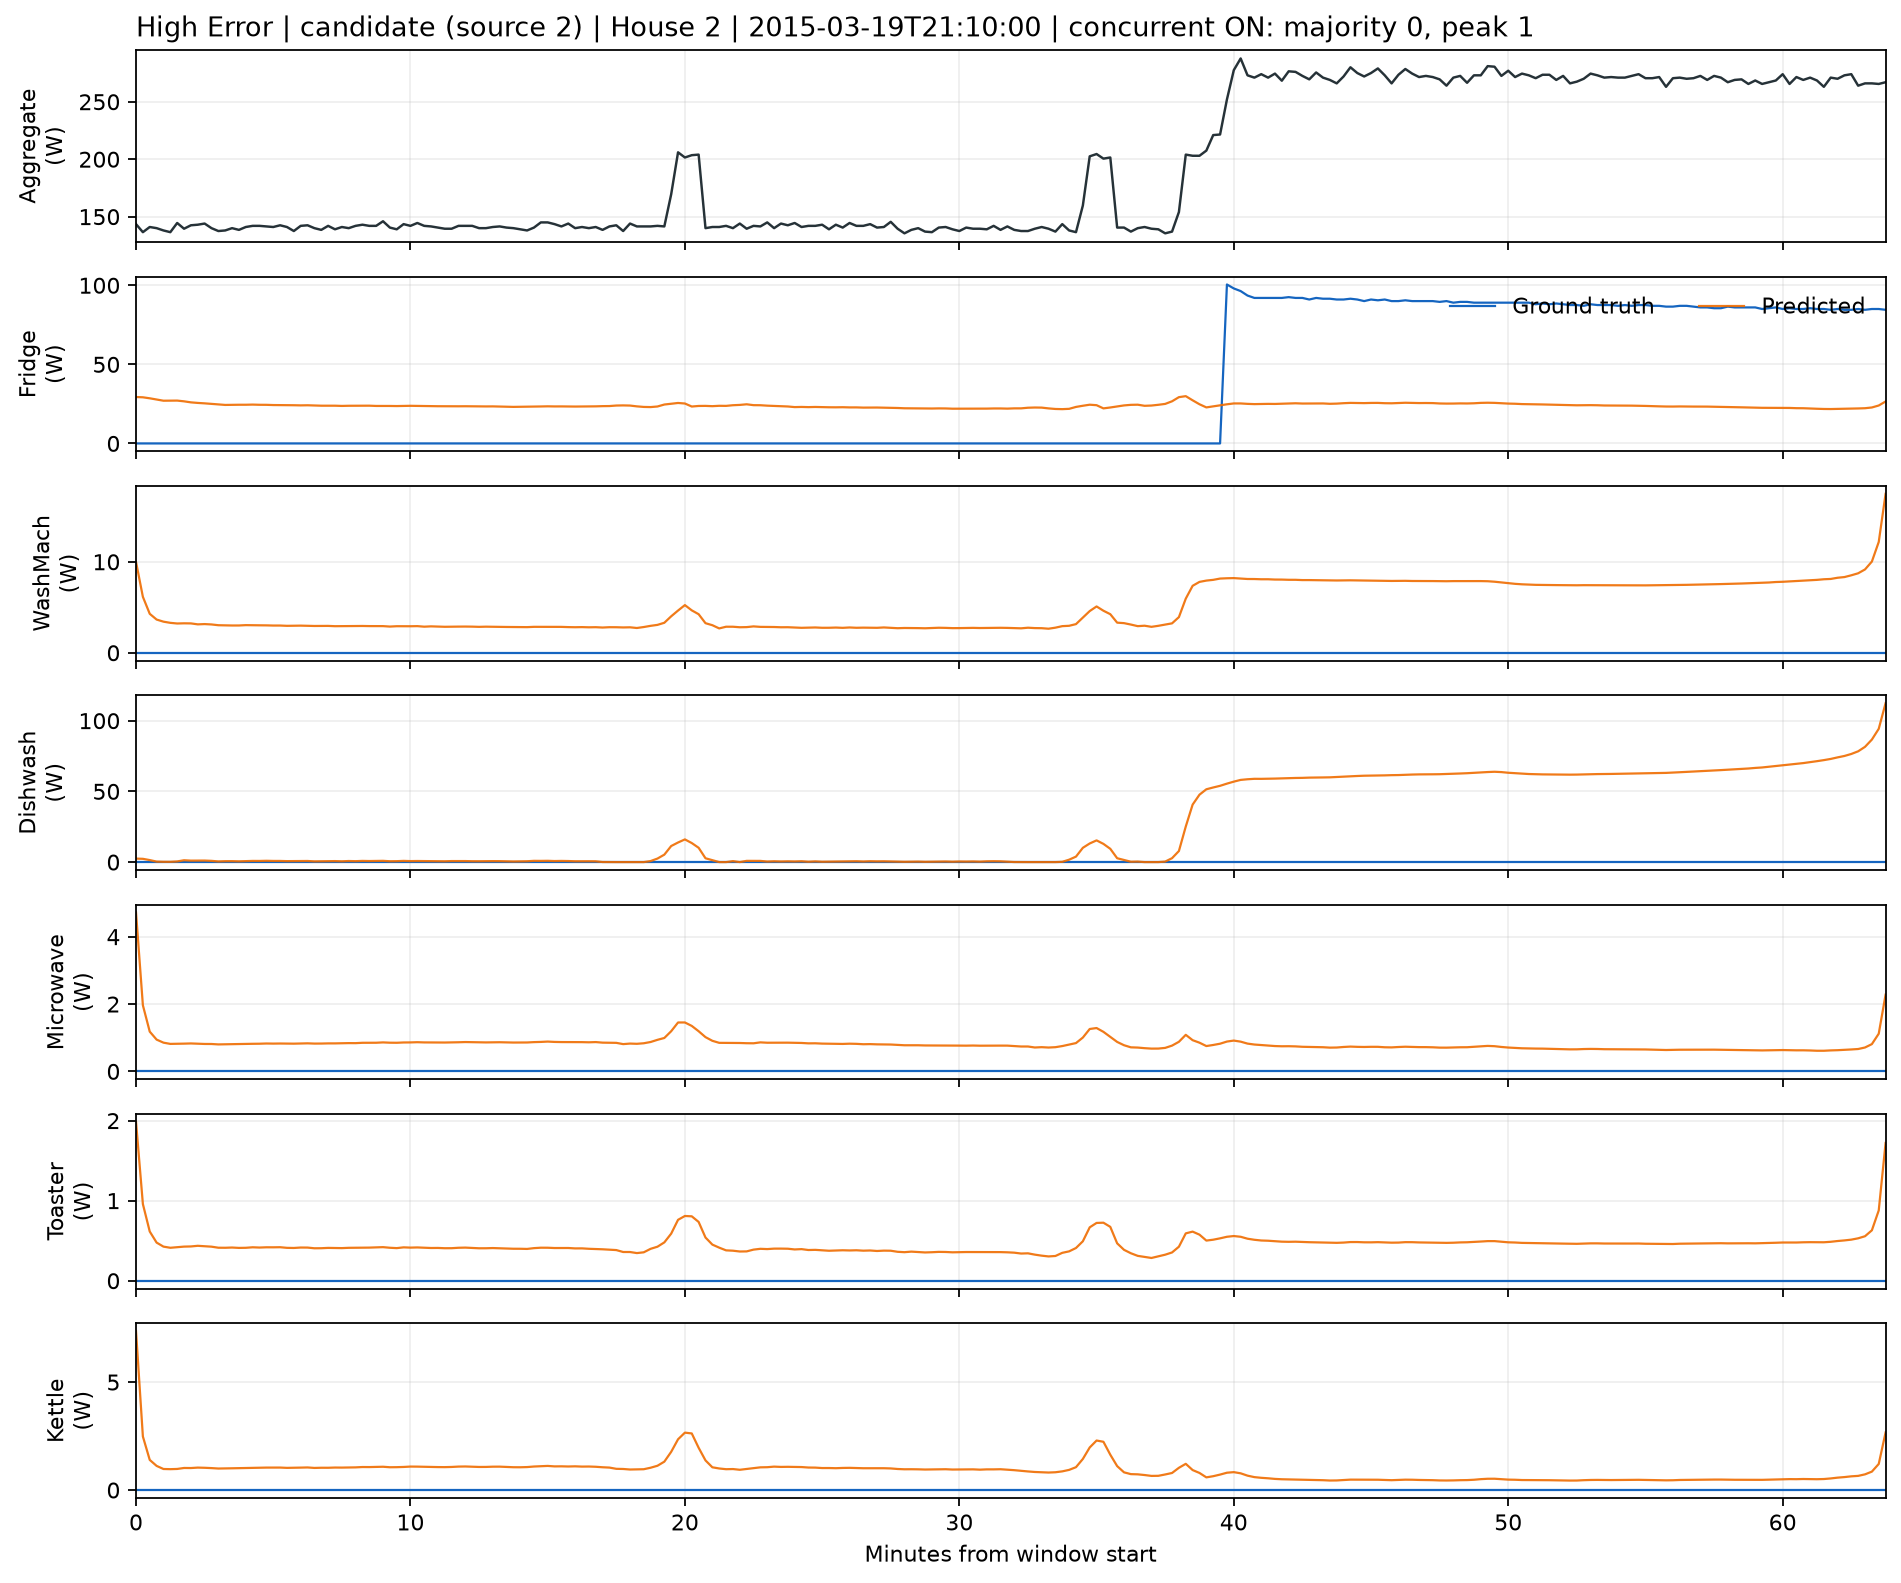 High Error | candidate (source 2) | House 2 | 2015-03-19T21:10:00 | concurrent ON: majority 0, peak 1
Aggregate
(W)
250
200
150
Fridge
(W)
100
50
0
Ground truth
Predicted
WashMach
(W)
10
0
Dishwash
(W)
100
50
0
Microwave
(W)
4
2
0
Toaster
(W)
2
1
0
Kettle
(W)
5
0
0 10 20 30 40 50 60
Minutes from window start